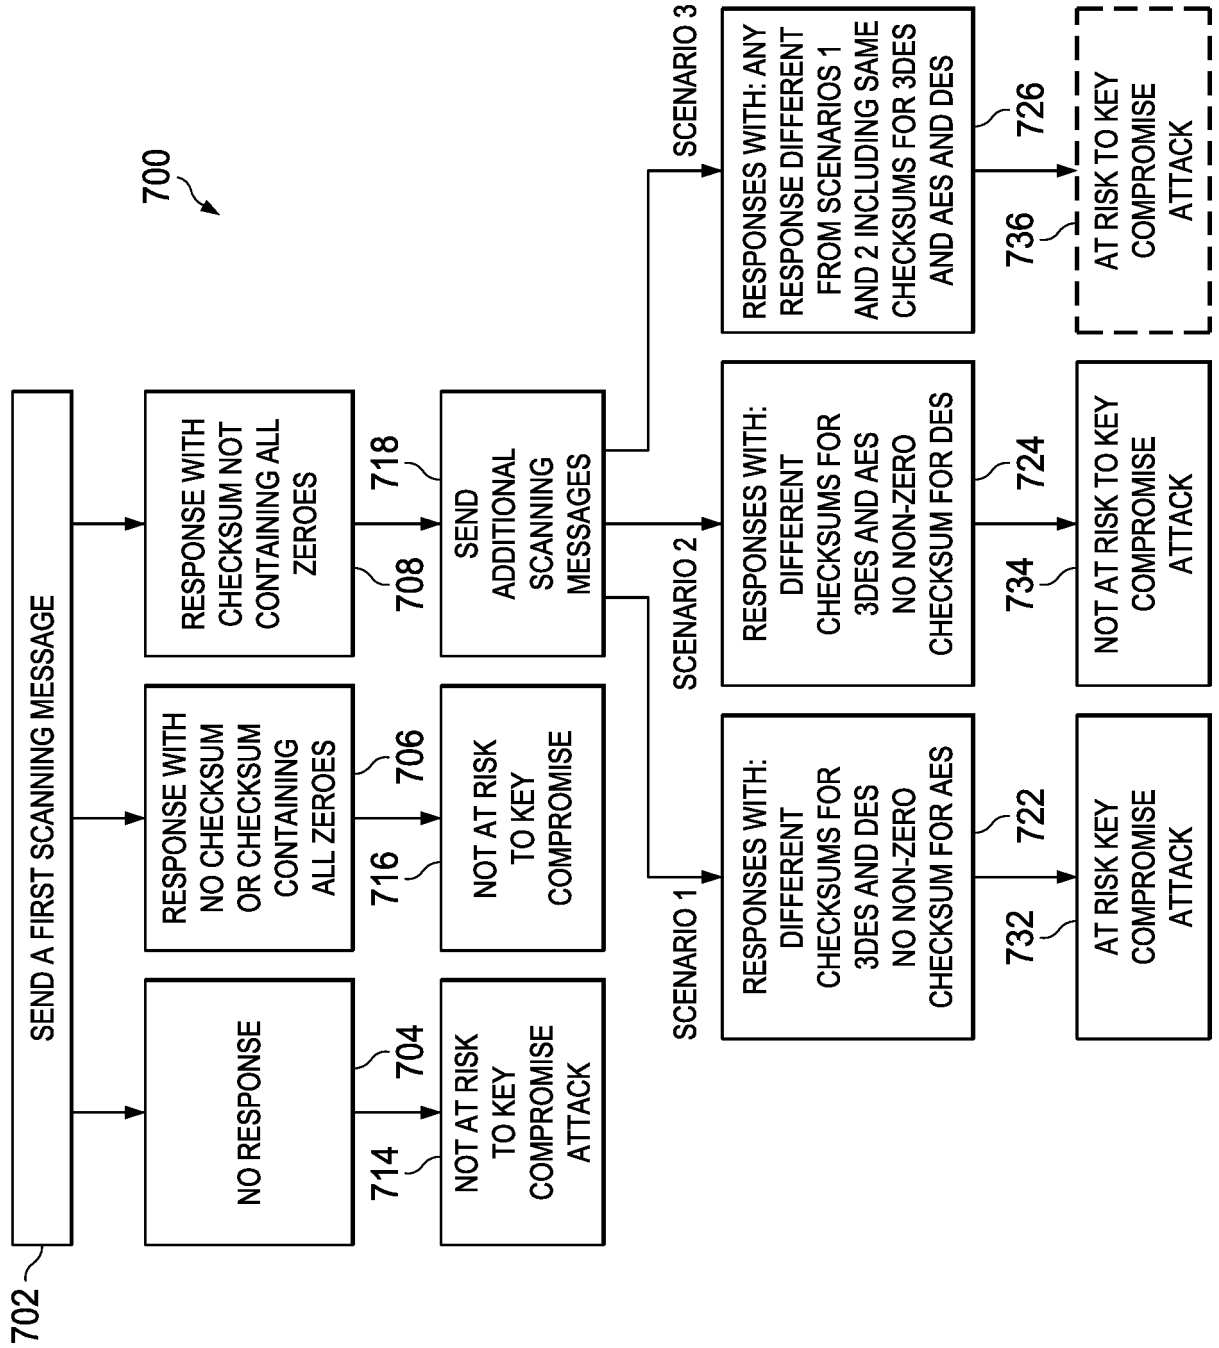 700
702
SEND A FIRST SCANNING MESSAGE
NO RESPONSE
704
RESPONSE WITH
NO CHECKSUM
OR CHECKSUM
CONTAINING
ALL ZEROES
706
RESPONSE WITH
CHECKSUM NOT
CONTAINING ALL
ZEROES
708
714
NOT AT RISK
TO KEY
COMPROMISE
ATTACK
716
NOT AT RISK
TO KEY
COMPROMISE
718
SEND
ADDITIONAL
SCANNING
MESSAGES
SCENARIO 1
SCENARIO 2
SCENARIO 3
RESPONSES WITH:
DIFFERENT
CHECKSUMS FOR
3DES AND DES
NO NON-ZERO
CHECKSUM FOR AES
722
RESPONSES WITH:
DIFFERENT
CHECKSUMS FOR
3DES AND AES
NO NON-ZERO
CHECKSUM FOR DES
724
RESPONSES WITH: ANY
RESPONSE DIFFERENT
FROM SCENARIOS 1
AND 2 INCLUDING SAME
CHECKSUMS FOR 3DES
AND AES AND DES
726
732
AT RISK KEY
COMPROMISE
ATTACK
734
NOT AT RISK TO KEY
COMPROMISE
ATTACK
736
AT RISK TO KEY
COMPROMISE
ATTACK